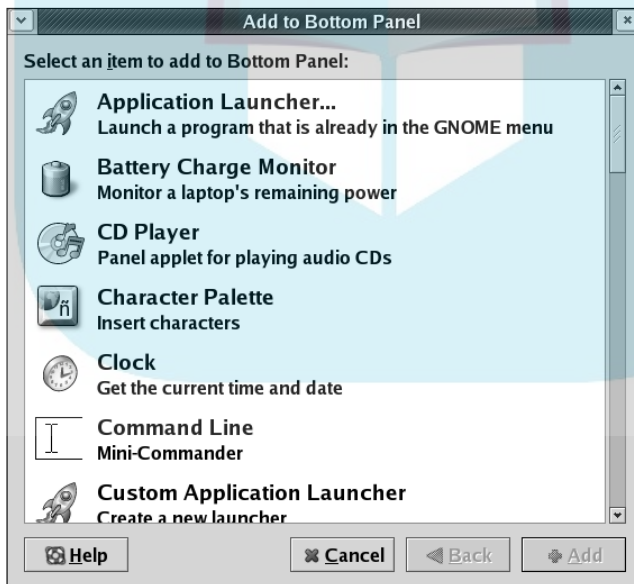 Add to Bottom Panel
Select an item to add to Bottom Panel:
Application Launcher...
Launch a program that is already in the GNOME menu
Battery Charge Monitor
Monitor a laptop's remaining power
CD Player
Panel applet for playing audio CDs
Character Palette
Insert characters
Clock
Get the current time and date
Command Line
Mini-Commander
Custom Application Launcher
Create a new launcher
Help
Cancel
Back
Add